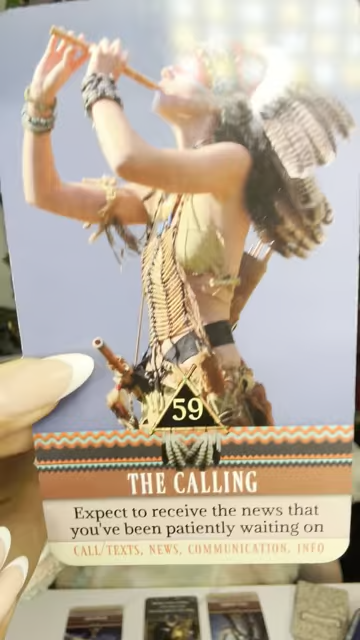 59
THE CALLING
Expect to receive the news that
you've been patiently waiting on
CALL/TEXTS, NEWS, COMMUNICATION, INFO